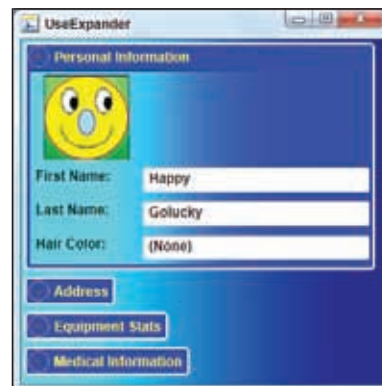 UseExpander
Personal Information
First Name: Happy
Last Name: Golucky
Hair Color: (None)
Address
Equipment Stats
Medical Information